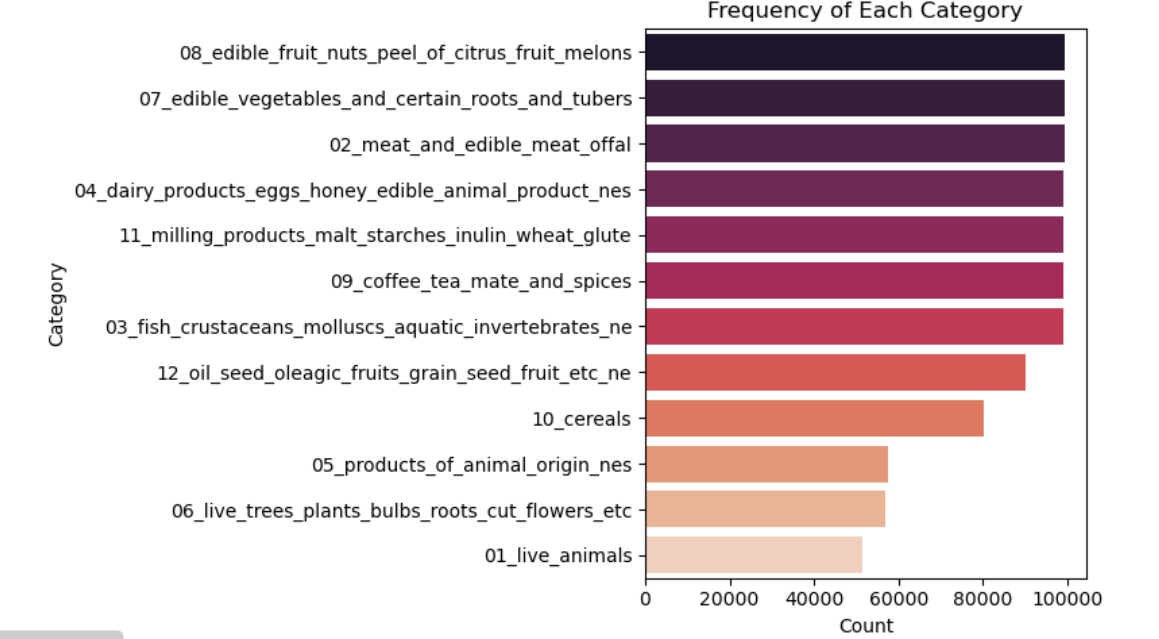 Frequency of Each Category
08_edible_fruit_nuts_peel_of_citrus_fruit_melons
07_edible_vegetables_and_certain_roots_and_tubers
02_meat_and_edible_meat_offal
04_dairy_products_eggs_honey_edible_animal_product_nes
11_milling_products_malt_starches_inulin_wheat_glute
09_coffee_tea_mate_and_spices
03_fish_crustaceans_molluscs_aquatic_invertebrates_ne
12_oil_seed_oleagic_fruits_grain_seed_fruit_etc_ne
10_cereals
05_products_of_animal_origin_nes
06_live_trees_plants_bulbs_roots_cut_flowers_etc
01_live_animals
Category
0 20000 40000 60000 80000 100000
Count